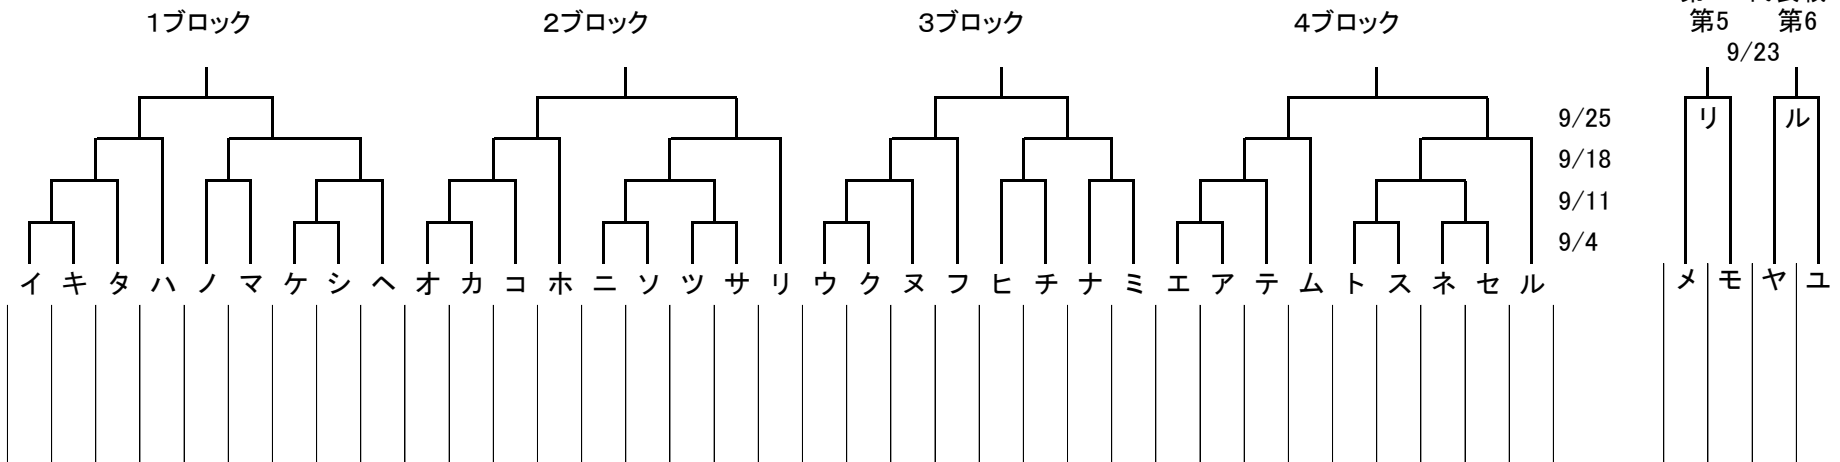 1ブロック 2ブロック 3ブロック 4ブロック
第5 第6
9/23
9/25 リ ル
9/18
9/11
9/4
イ キ タ ハ ノ マ ケ シ ヘ オ カ コ ホ ニ ソ ツ サ リ ウ ク ヌ フ ヒ チ ナ ミ エ ア テ ム ト ス ネ セ ル メ モ ヤ ユ